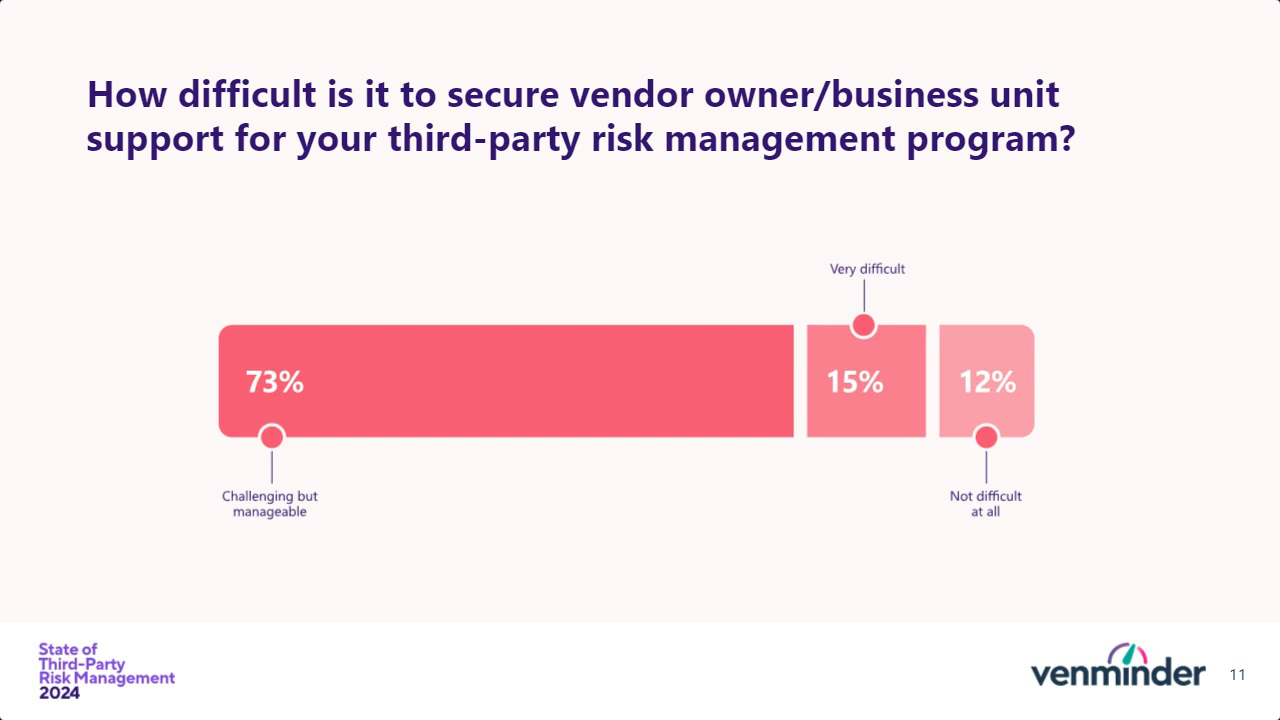 How difficult is it to secure vendor owner/business unit
support for your third-party risk management program?
Very difficult
73%
15%
12%
Challenging but
manageable
Not difficult
at all
State of
Third-Party
Risk Management
2024
venminder
11